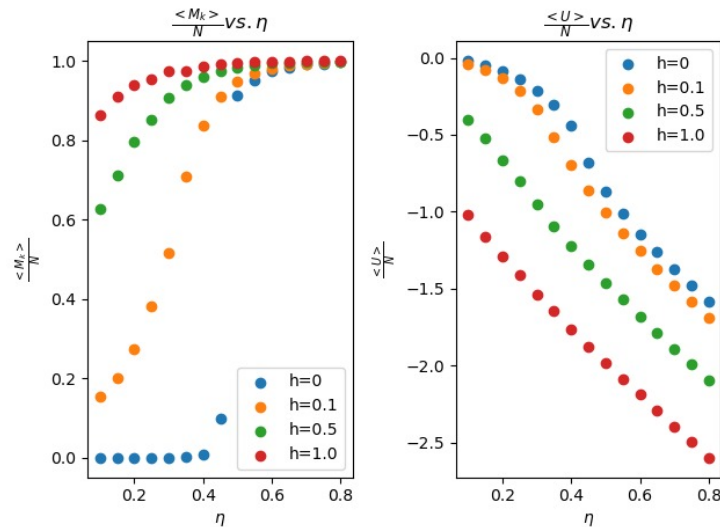 <M_k>/N vs. η
1.0
0.8
0.6
0.4
0.2
0.0
<M_k>/N
h=0
h=0.1
h=0.5
h=1.0
0.2 0.4 0.6 0.8
η
<U>/N vs. η
0.0
−0.5
−1.0
−1.5
−2.0
−2.5
<U>/N
h=0
h=0.1
h=0.5
h=1.0
0.2 0.4 0.6 0.8
η